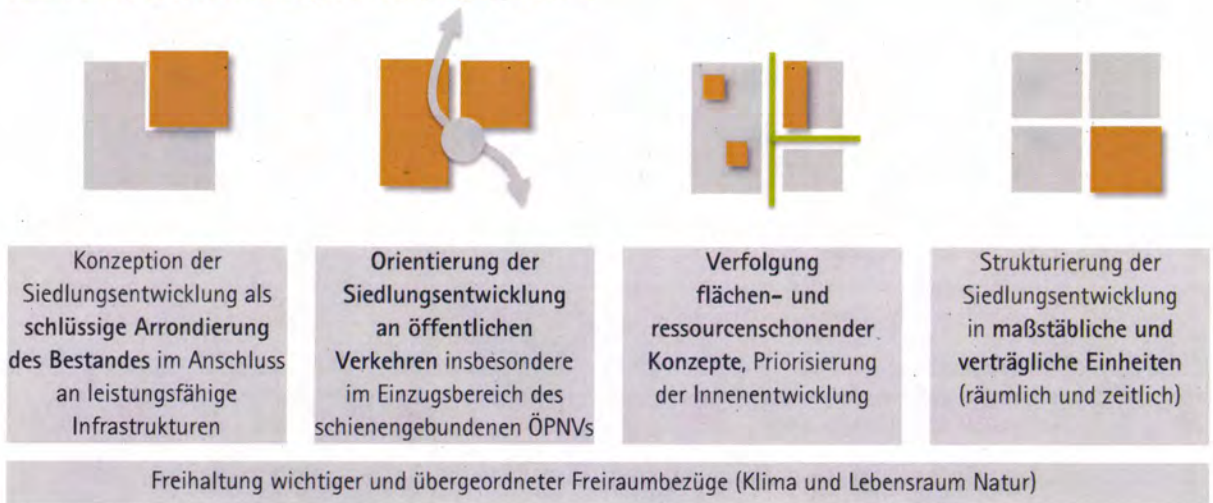 Konzeption der
Siedlungsentwicklung als
schlüssige Arrondierung
des Bestandes im Anschluss
an leistungsfähige
Infrastrukturen
Orientierung der
Siedlungsentwicklung
an öffentlichen
Verkehren insbesondere
im Einzugsbereich des
schienengebundenen ÖPNVs
Verfolgung
flächen- und
ressourcenschonender
Konzepte, Priorisierung
der Innenentwicklung
Strukturierung der
Siedlungsentwicklung
in maßstäbliche und
verträgliche Einheiten
(räumlich und zeitlich)
Freihaltung wichtiger und übergeordneter Freiraumbezüge (Klima und Lebensraum Natur)